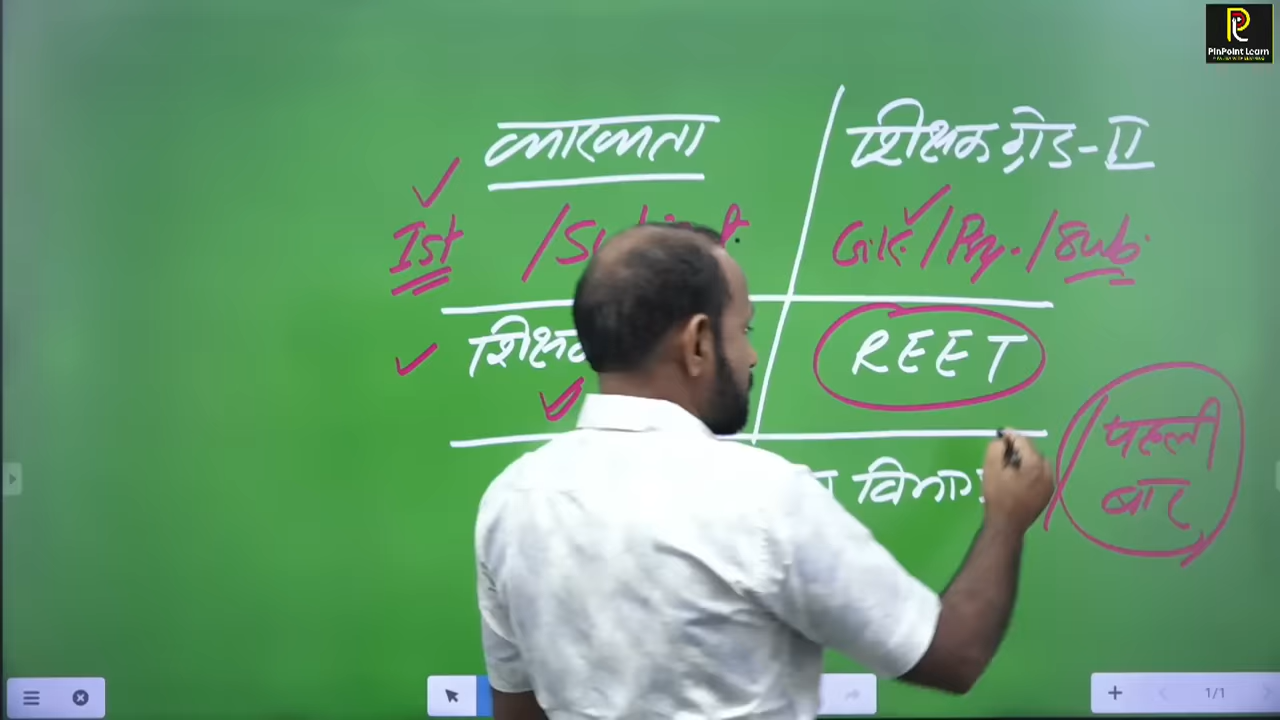 PinPoint Learn
व्याख्याता शिक्षक ग्रेड-II
Ist / G.K / Psy. / Sub.
REET
पहली
बार
1/1